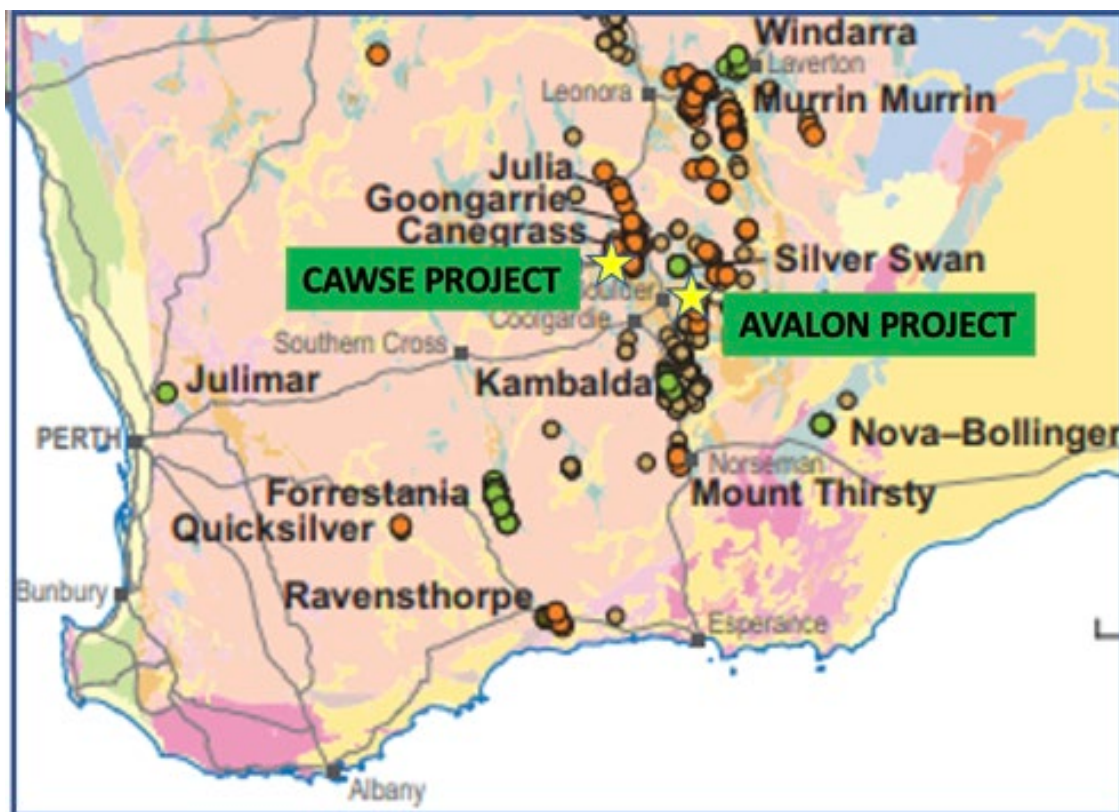 Windarra
Laverton
Leonora
Murrin Murrin
Julia
Goongarrie
Canegrass
CAWSE PROJECT
Silver Swan
AVALON PROJECT
Coolgardie
Southern Cross
Julimar
Kambalda
PERTH
Nova–Bollinger
Norseman
Forrestania
Mount Thirsty
Quicksilver
Bunbury
Ravensthorpe
Esperance
Albany